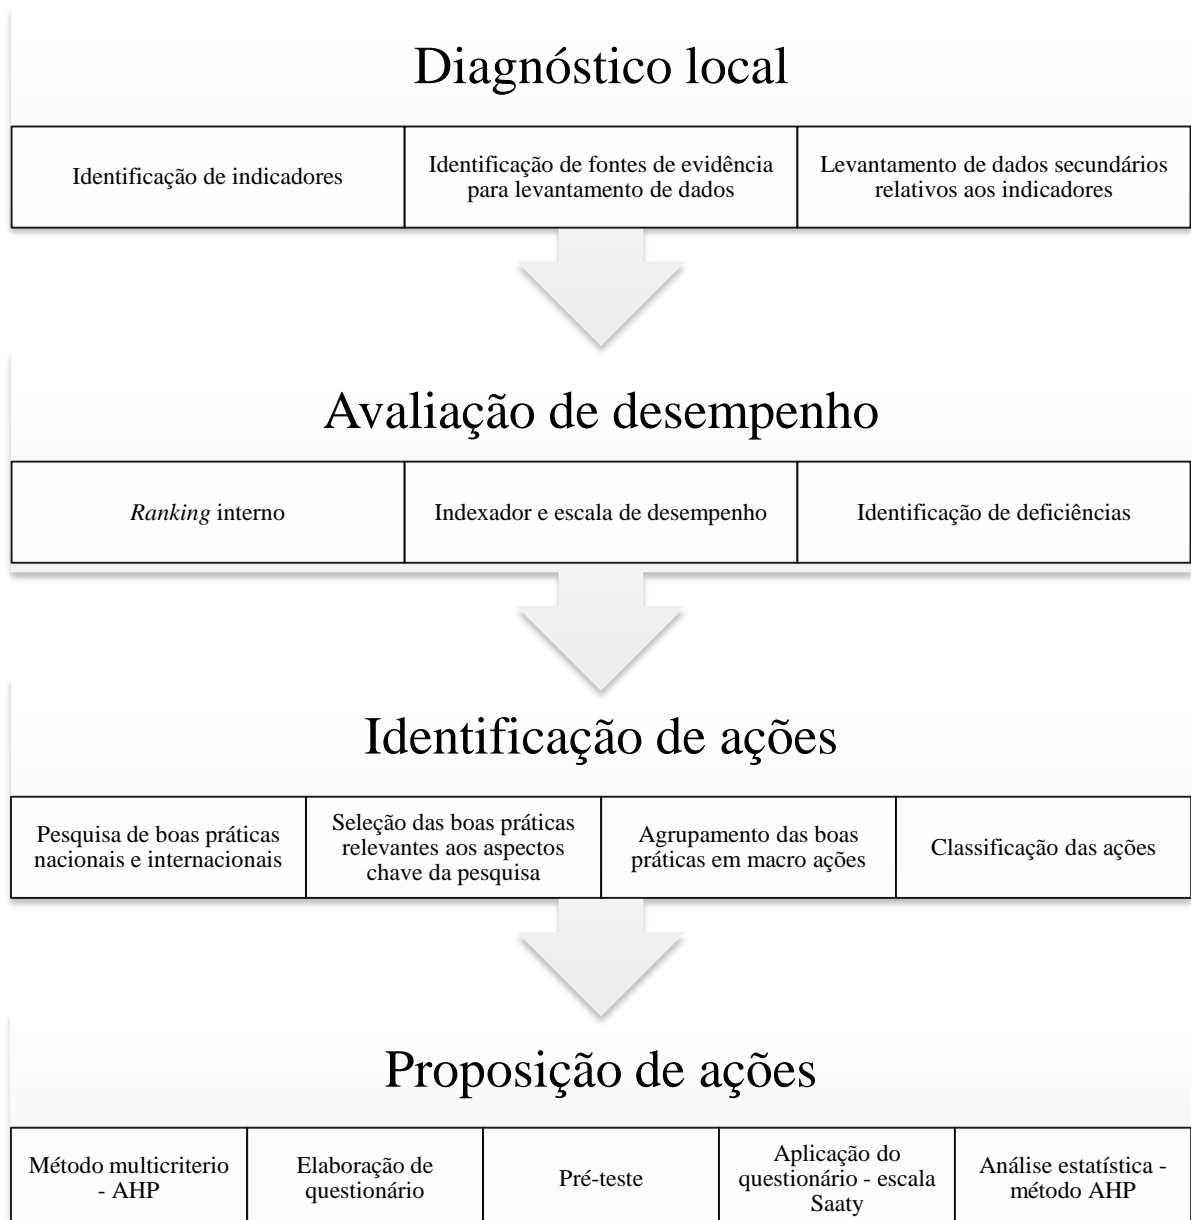 Diagnóstico local
Identificação de indicadores
Identificação de fontes de evidência
para levantamento de dados
Levantamento de dados secundários
relativos aos indicadores
Avaliação de desempenho
Ranking interno
Indexador e escala de desempenho
Identificação de deficiências
Identificação de ações
Pesquisa de boas práticas
nacionais e internacionais
Seleção das boas práticas
relevantes aos aspectos
chave da pesquisa
Agrupamento das boas
práticas em macro ações
Classificação das ações
Proposição de ações
Método multicriterio
- AHP
Elaboração de
questionário
Pré-teste
Aplicação do
questionário - escala
Saaty
Análise estatística -
método AHP